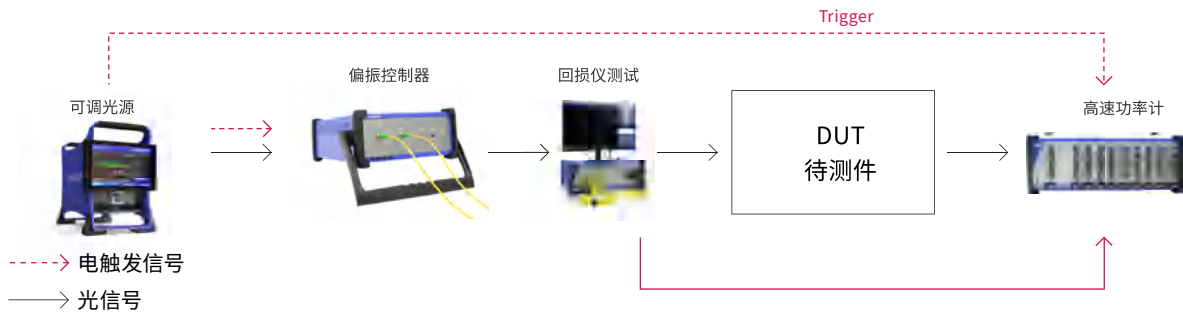 Trigger
偏振控制器
回损仪测试
可调光源
高速功率计
DUT
待测件
电触发信号
光信号